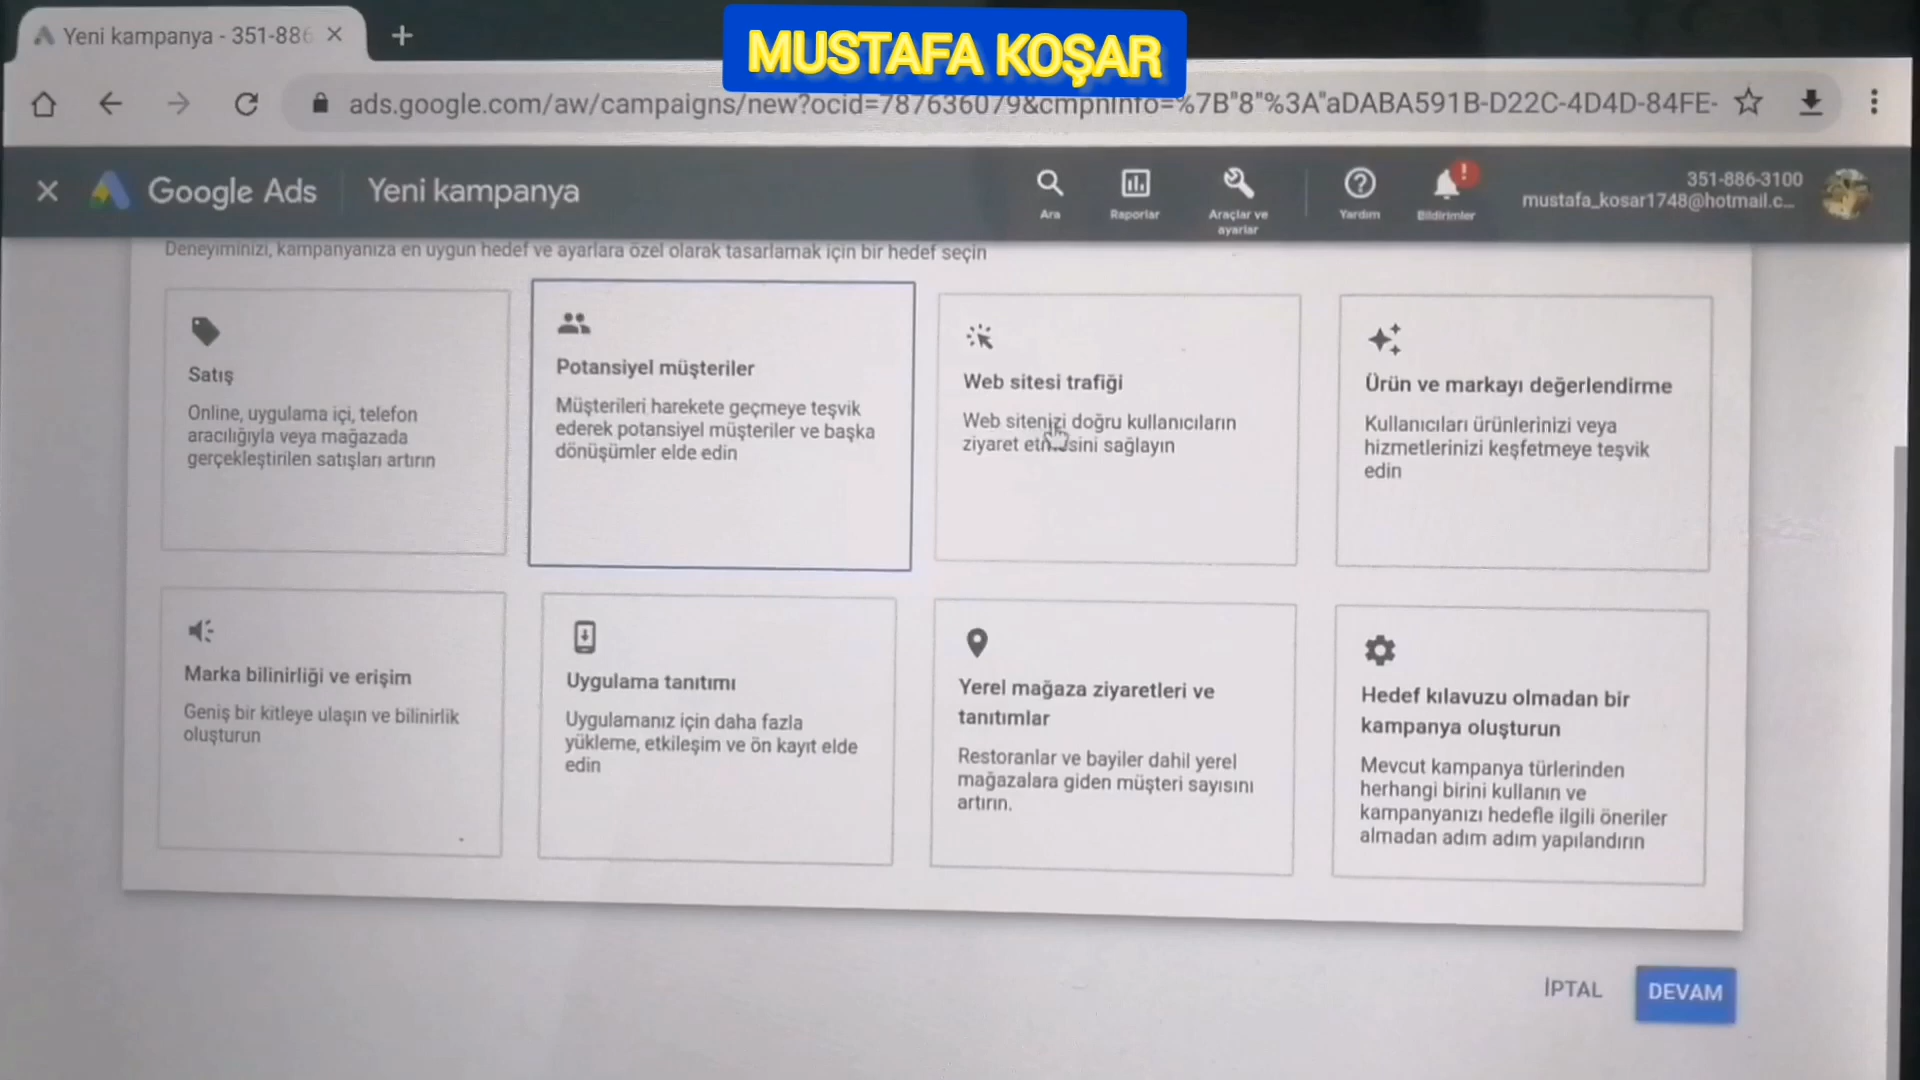 Yeni kampanya - 351-886
MUSTAFA KOŞAR
ads.google.com/aw/campaigns/new?ocid=787636079&cmpnInfo=%7B"8"%3A"aDABA591B-D22C-4D4D-84FE-
Google Ads
Yeni kampanya
Ara
Raporlar
Araçlar ve
ayarlar
Yardım
Bildirimler
351-886-3100
mustafa_kosar1748@hotmail.c...
Deneyiminizi, kampanyanıza en uygun hedef ve ayarlara özel olarak tasarlamak için bir hedef seçin
Satış
Online, uygulama içi, telefon
aracılığıyla veya mağazada
gerçekleştirilen satışları artırın
Potansiyel müşteriler
Müşterileri harekete geçmeye teşvik
ederek potansiyel müşteriler ve başka
dönüşümler elde edin
Web sitesi trafiği
Web sitenizi doğru kullanıcıların
ziyaret etmesini sağlayın
Ürün ve markayı değerlendirme
Kullanıcıları ürünlerinizi veya
hizmetlerinizi keşfetmeye teşvik
edin
Marka bilinirliği ve erişim
Geniş bir kitleye ulaşın ve bilinirlik
oluşturun
Uygulama tanıtımı
Uygulamanız için daha fazla
yükleme, etkileşim ve ön kayıt elde
edin
Yerel mağaza ziyaretleri ve
tanıtımlar
Restoranlar ve bayiler dahil yerel
mağazalara giden müşteri sayısını
artırın.
Hedef kılavuzu olmadan bir
kampanya oluşturun
Mevcut kampanya türlerinden
herhangi birini kullanın ve
kampanyanızı hedefle ilgili öneriler
almadan adım adım yapılandırın
İPTAL
DEVAM